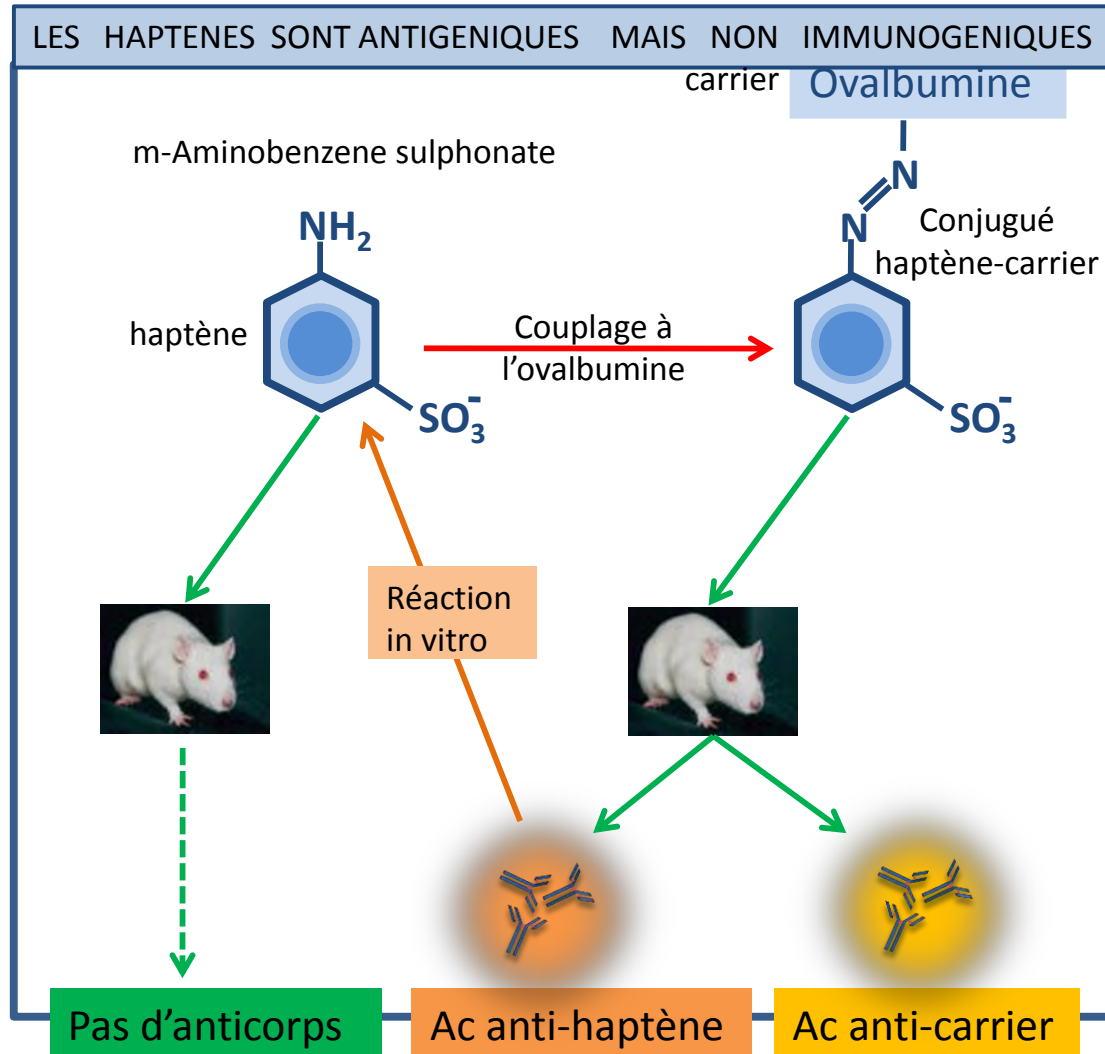 LES HAPTENES SONT ANTIGENIQUES MAIS NON IMMUNOGENIQUES
carrier
Ovalbumine
m-Aminobenzene sulphonate
N
N
NH₂
Conjugué
haptène-carrier
haptène
Couplage à
l'ovalbumine
SO₃⁻
SO₃⁻
Réaction
in vitro
Pas d'anticorps
Ac anti-haptène
Ac anti-carrier